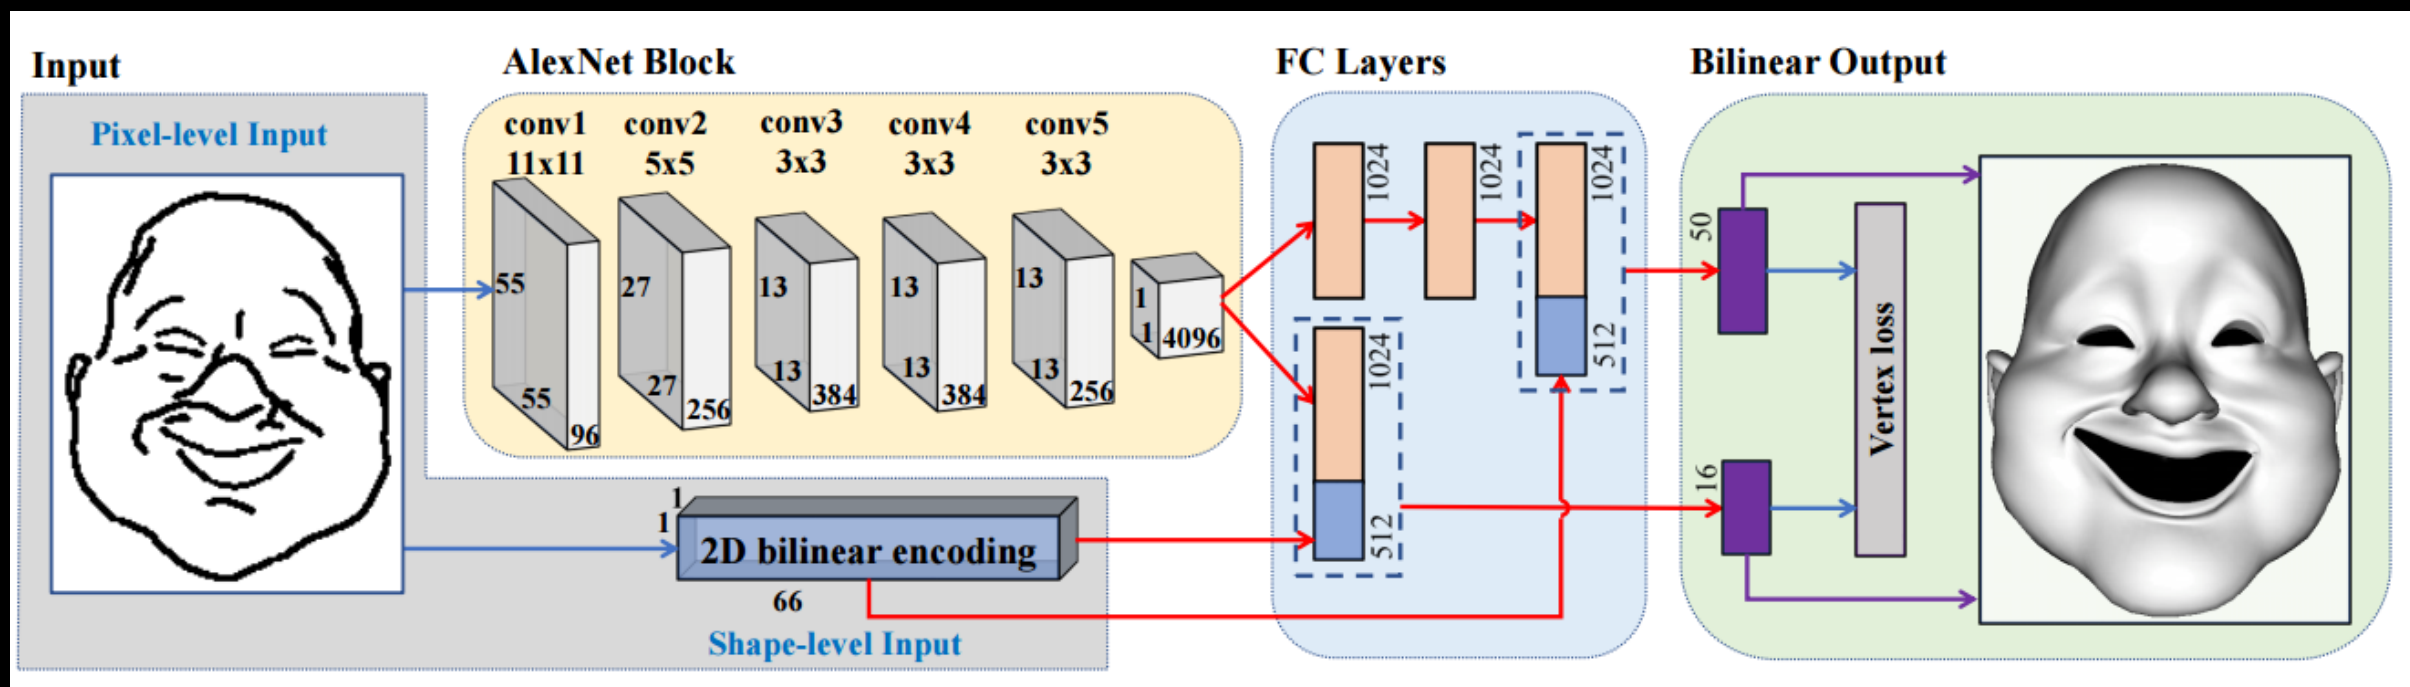 Input
Pixel-level Input
AlexNet Block
conv1
11x11
conv2
5x5
conv3
3x3
conv4
3x3
conv5
3x3
55
55
96
27
27
256
13
13
384
13
13
384
13
13
256
1
1
4096
1
1
2D bilinear encoding
66
Shape-level Input
FC Layers
1024
1024
1024
512
1024
512
Bilinear Output
50
16
Vertex loss